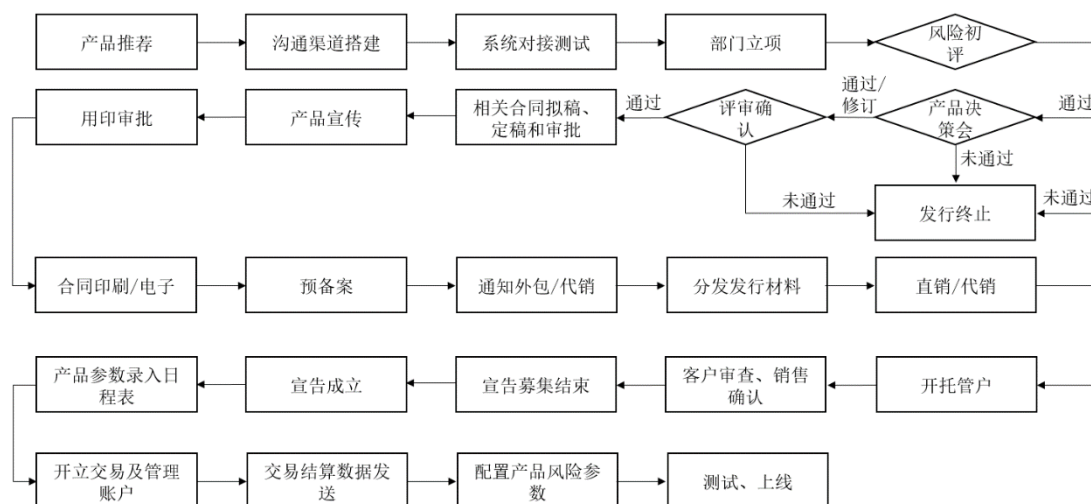 产品推荐
沟通渠道搭建
系统对接测试
部门立项
风险初
评
用印审批
产品宣传
相关合同拟稿、
定稿和审批
通过
评审确
认
通过/
修订
产品决
策会
通过
未通过
未通过
未通过
发行终止
合同印刷/电子
预备案
通知外包/代销
分发发行材料
直销/代销
产品参数录入日
程表
宣告成立
宣告募集结束
客户审查、销售
确认
开托管户
开立交易及管理
账户
交易结算数据发
送
配置产品风险参
数
测试、上线